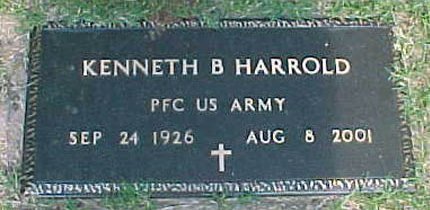 KENNETH B HARROLD
PFC US ARMY
SEP 24 1926 AUG 8 2001